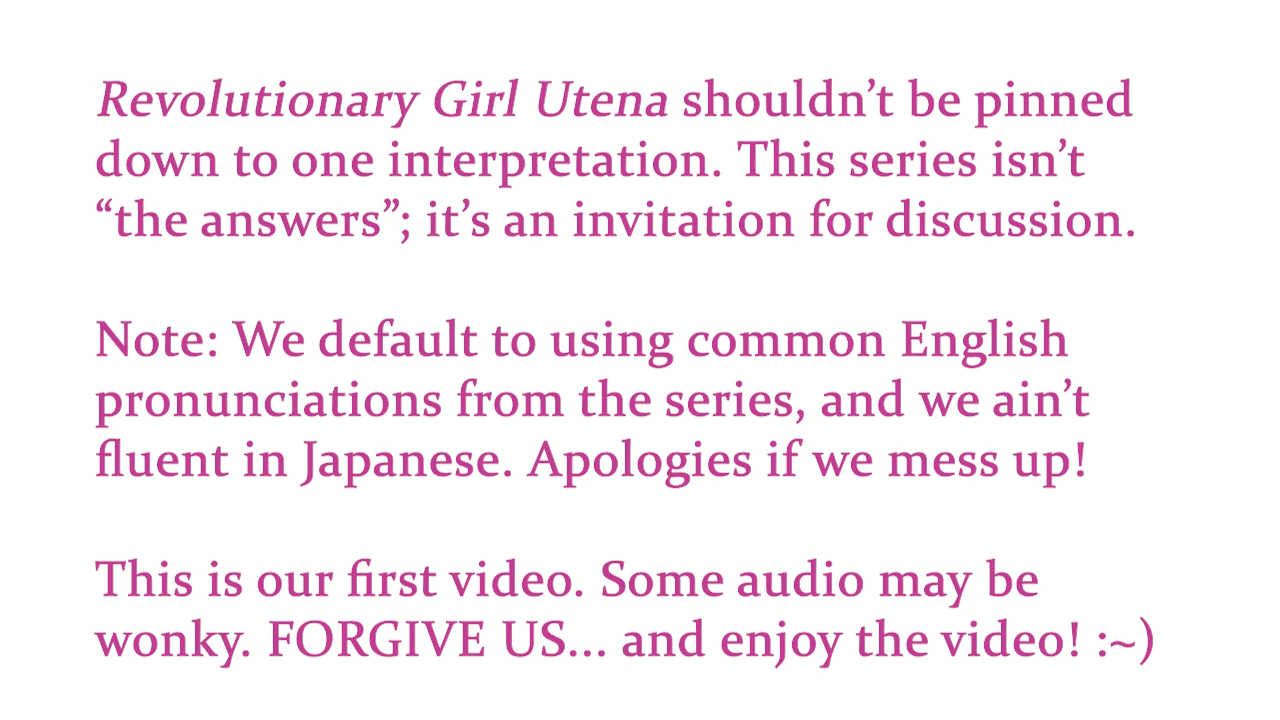 Revolutionary Girl Utena shouldn’t be pinned
down to one interpretation. This series isn’t
“the answers”; it’s an invitation for discussion.
Note: We default to using common English
pronunciations from the series, and we ain’t
fluent in Japanese. Apologies if we mess up!
This is our first video. Some audio may be
wonky. FORGIVE US... and enjoy the video! :~)